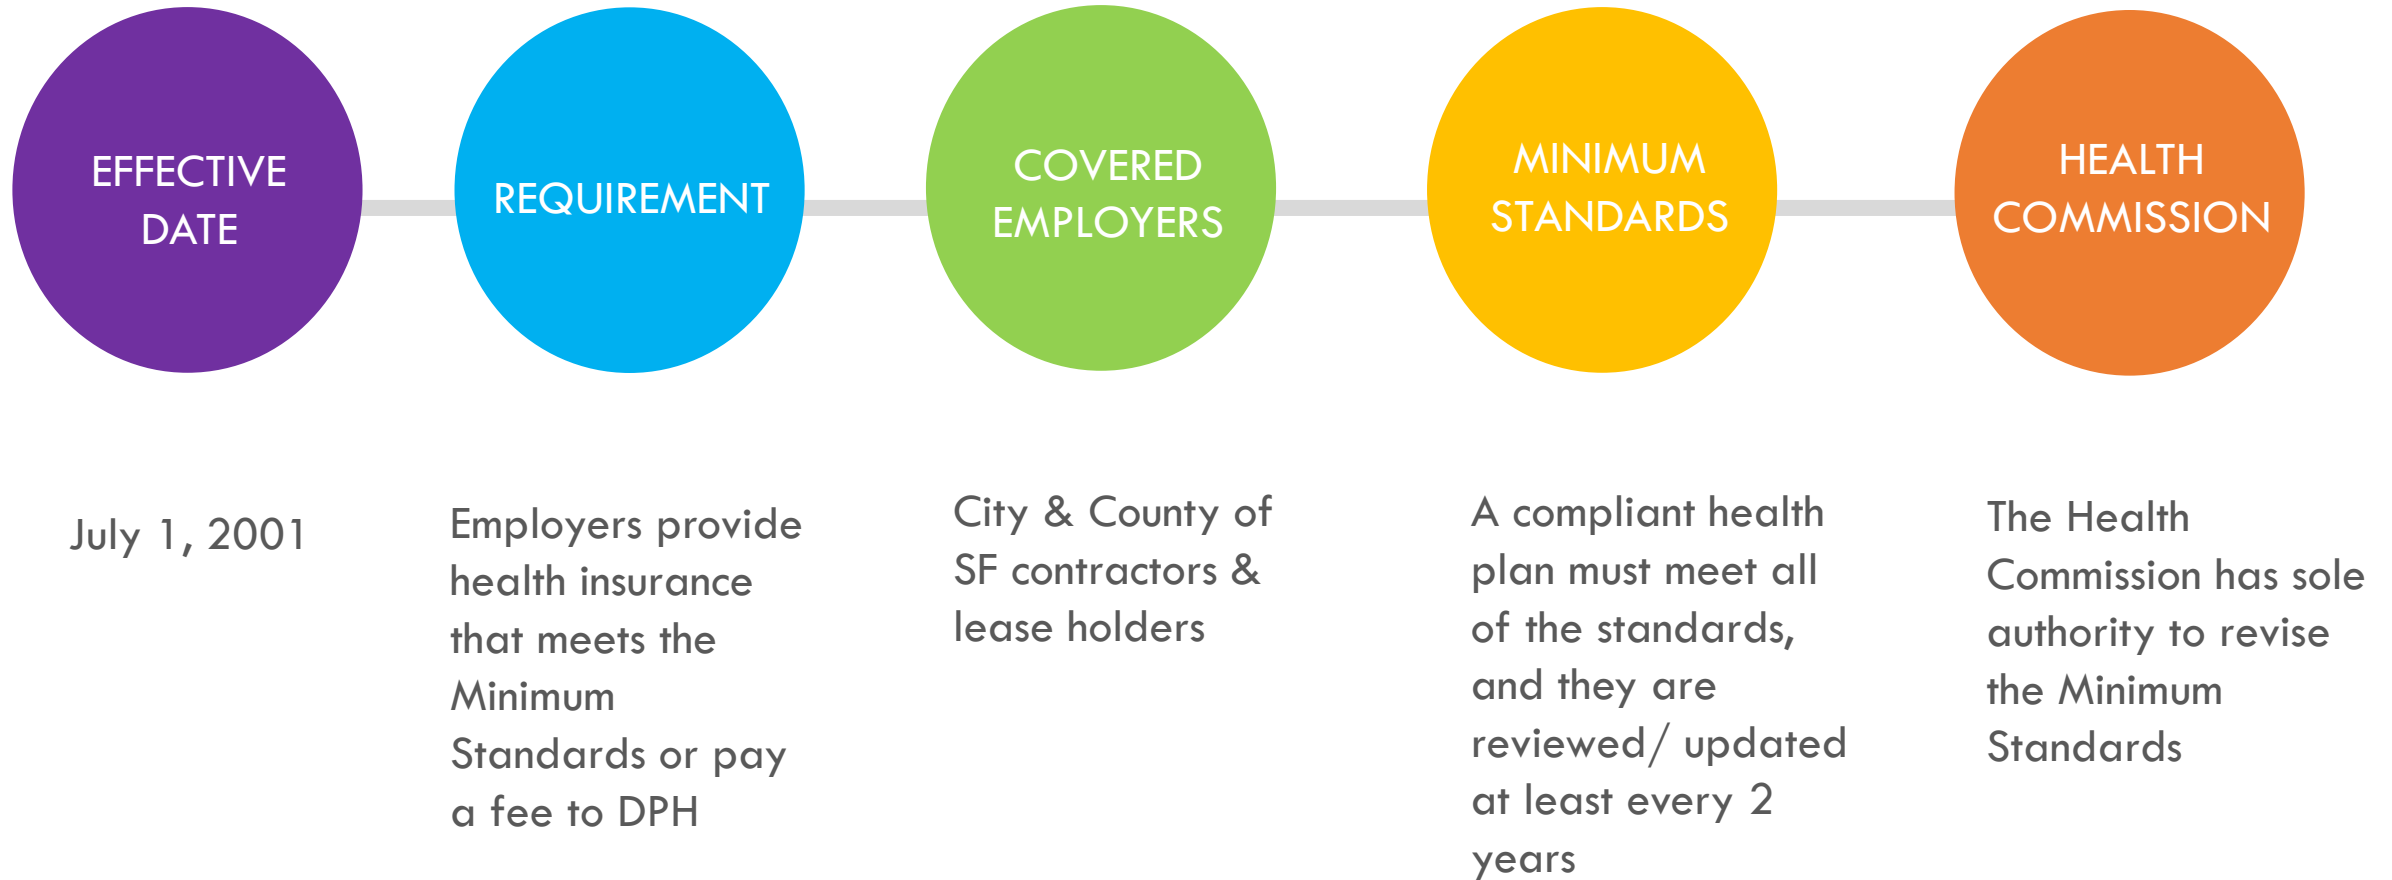 EFFECTIVE
DATE
July 1, 2001
REQUIREMENT
Employers provide
health insurance
that meets the
Minimum
Standards or pay
a fee to DPH
COVERED
EMPLOYERS
City & County of
SF contractors &
lease holders
MINIMUM
STANDARDS
A compliant health
plan must meet all
of the standards,
and they are
reviewed/ updated
at least every 2
years
HEALTH
COMMISSION
The Health
Commission has sole
authority to revise
the Minimum
Standards